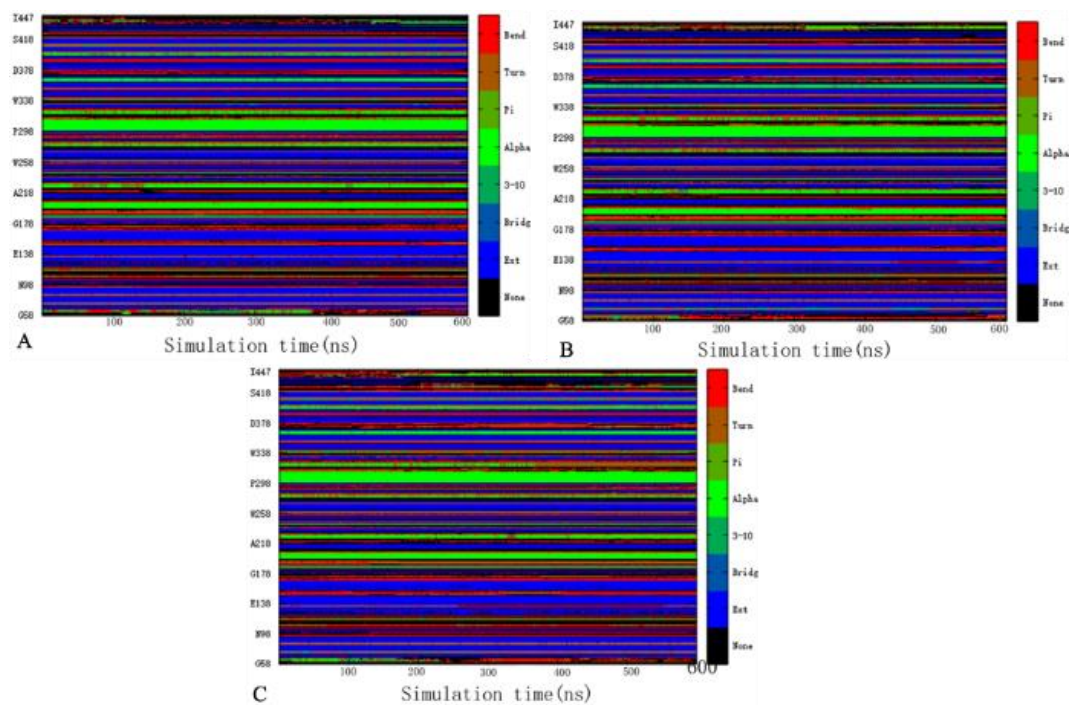 I447
S418
D378
W338
P298
W258
A218
G178
E138
N98
G58
100
200
300
400
500
600
Simulation time(ns)
A
Bend
Turn
Pi
Alpha
3-10
Bridg
Ext
None
I447
S418
D378
W338
P298
W258
A218
G178
E138
N98
G58
100
200
300
400
500
600
Simulation time(ns)
B
Bend
Turn
Pi
Alpha
3-10
Bridg
Ext
None
I447
S418
D378
W338
P298
W258
A218
G178
E138
N98
G58
100
200
300
400
500
600
Simulation time(ns)
C
Bend
Turn
Pi
Alpha
3-10
Bridg
Ext
None